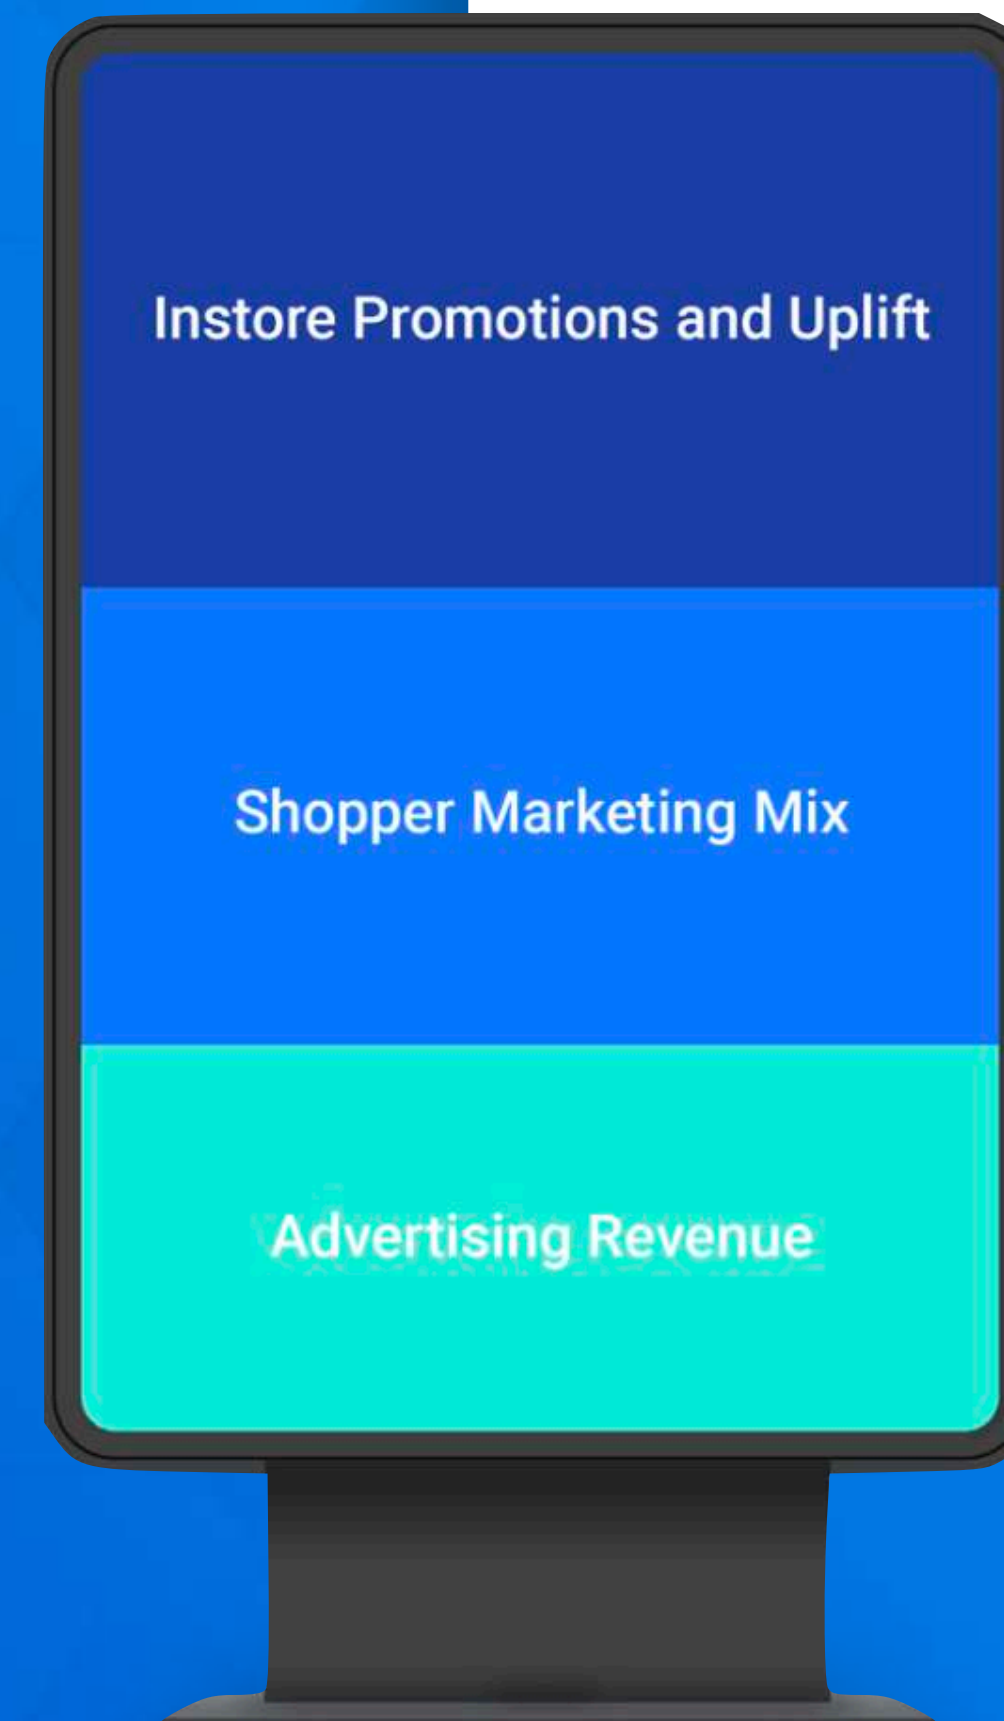 Instore Promotions and Uplift
Shopper Marketing Mix
Advertising Revenue